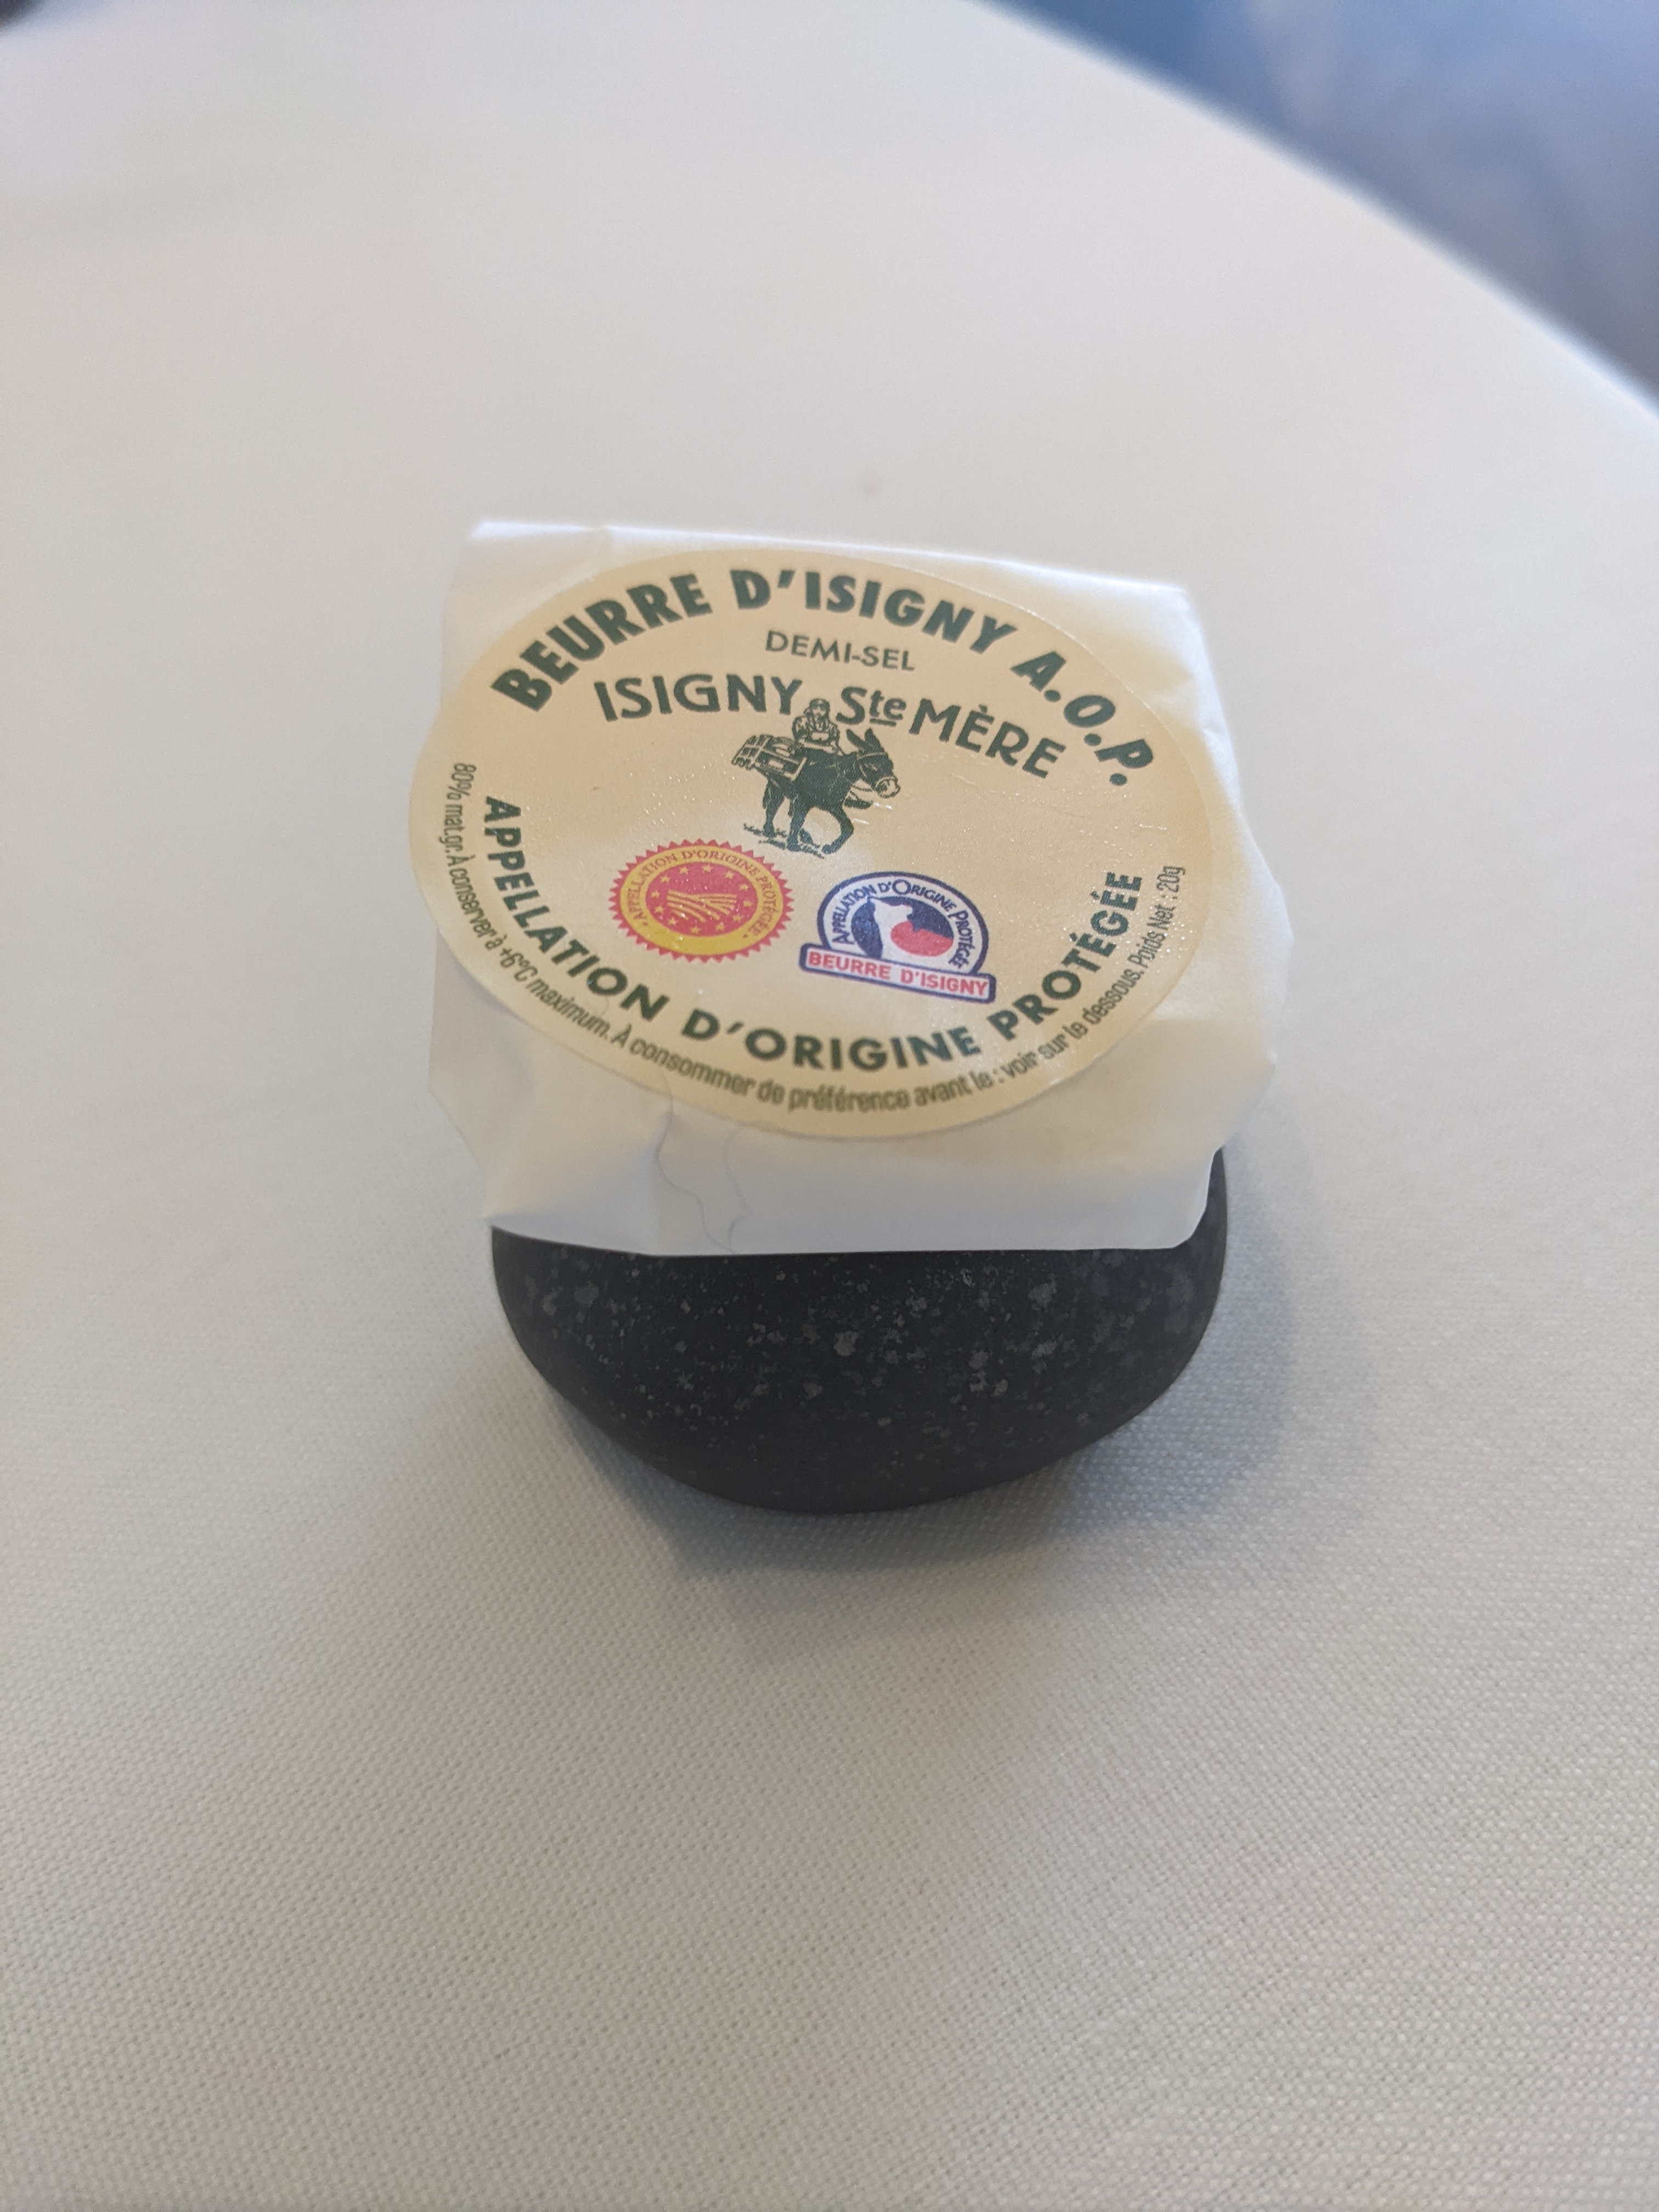 BEURRE D'ISIGNY A.O.P.
DEMI-SEL
ISIGNY Ste MÈRE
APPELLATION D'ORIGINE PROTÉGÉE
APPELLATION D'ORIGINE PROTÉGÉE
BEURRE D'ISIGNY
APPELLATION D'ORIGINE PROTÉGÉE
80% mat.gr. À conserver à +6°C maximum. À consommer de préférence avant le : voir sur le dessous. Poids Net : 20g